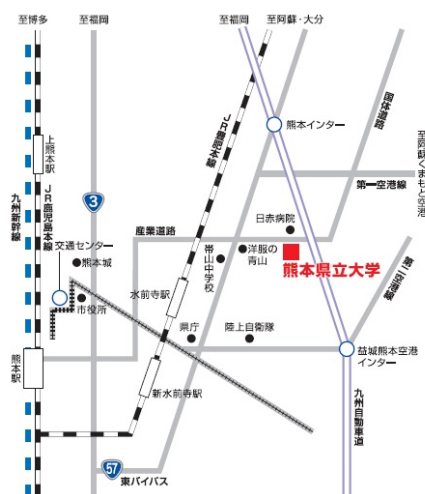 至博多
至福岡
至福岡
至阿蘇・大分
上熊本駅
JR豊肥本線
熊本インター
国体道路
至阿蘇くまもと空港
第一空港線
3
九州新幹線
JR鹿児島本線
産業道路
日赤病院
交通センター
熊本城
帯山中学校
洋服の
青山
熊本県立大学
第二空港線
市役所
水前寺駅
県庁
陸上自衛隊
益城熊本空港
インター
熊本駅
新水前寺駅
九州自動車道
57
東バイパス